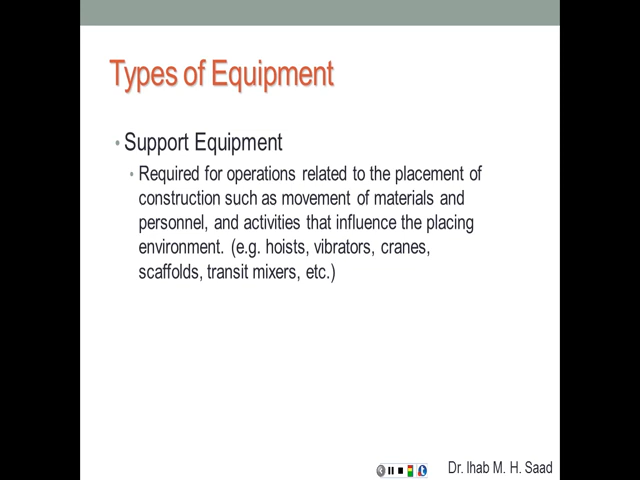 Types of Equipment
• Support Equipment
• Required for operations related to the placement of
construction such as movement of materials and
personnel, and activities that influence the placing
environment. (e.g. hoists, vibrators, cranes,
scaffolds, transit mixers, etc.)
Dr. Ihab M. H. Saad